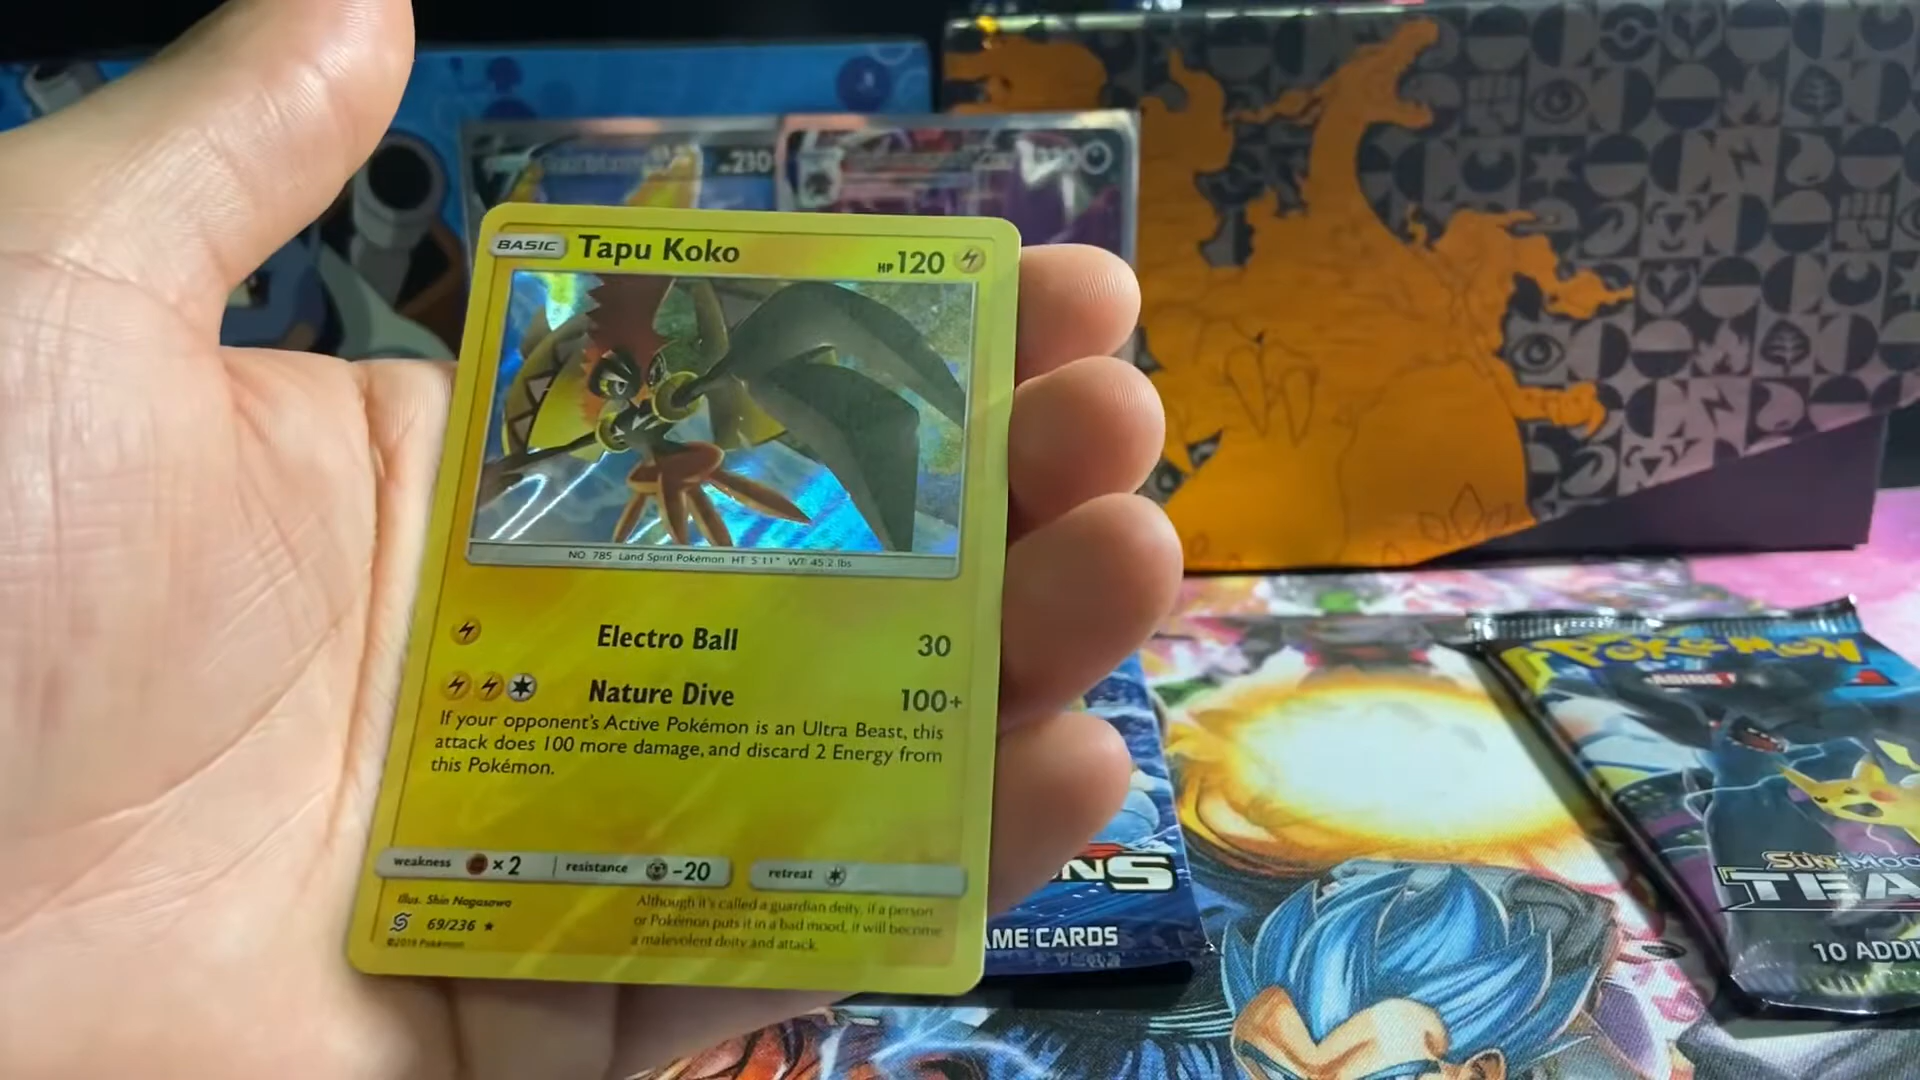 BASIC Tapu Koko HP 120
NO. 785 Land Spirit Pokémon HT 5'11" WT 45.2 lbs
Electro Ball 30
Nature Dive 100+
If your opponent's Active Pokémon is an Ultra Beast, this
attack does 100 more damage, and discard 2 Energy from
this Pokémon.
weakness ×2 resistance -20 retreat
Illus. Shin Nagasawa
69/236
©2019 Pokémon
Although it's called a guardian deity, if a person
or Pokémon puts it in a bad mood, it will become
a malevolent deity and attack.
230
NS
AME CARDS
POKéMON
SUN & MOO
TEA
10 ADDI